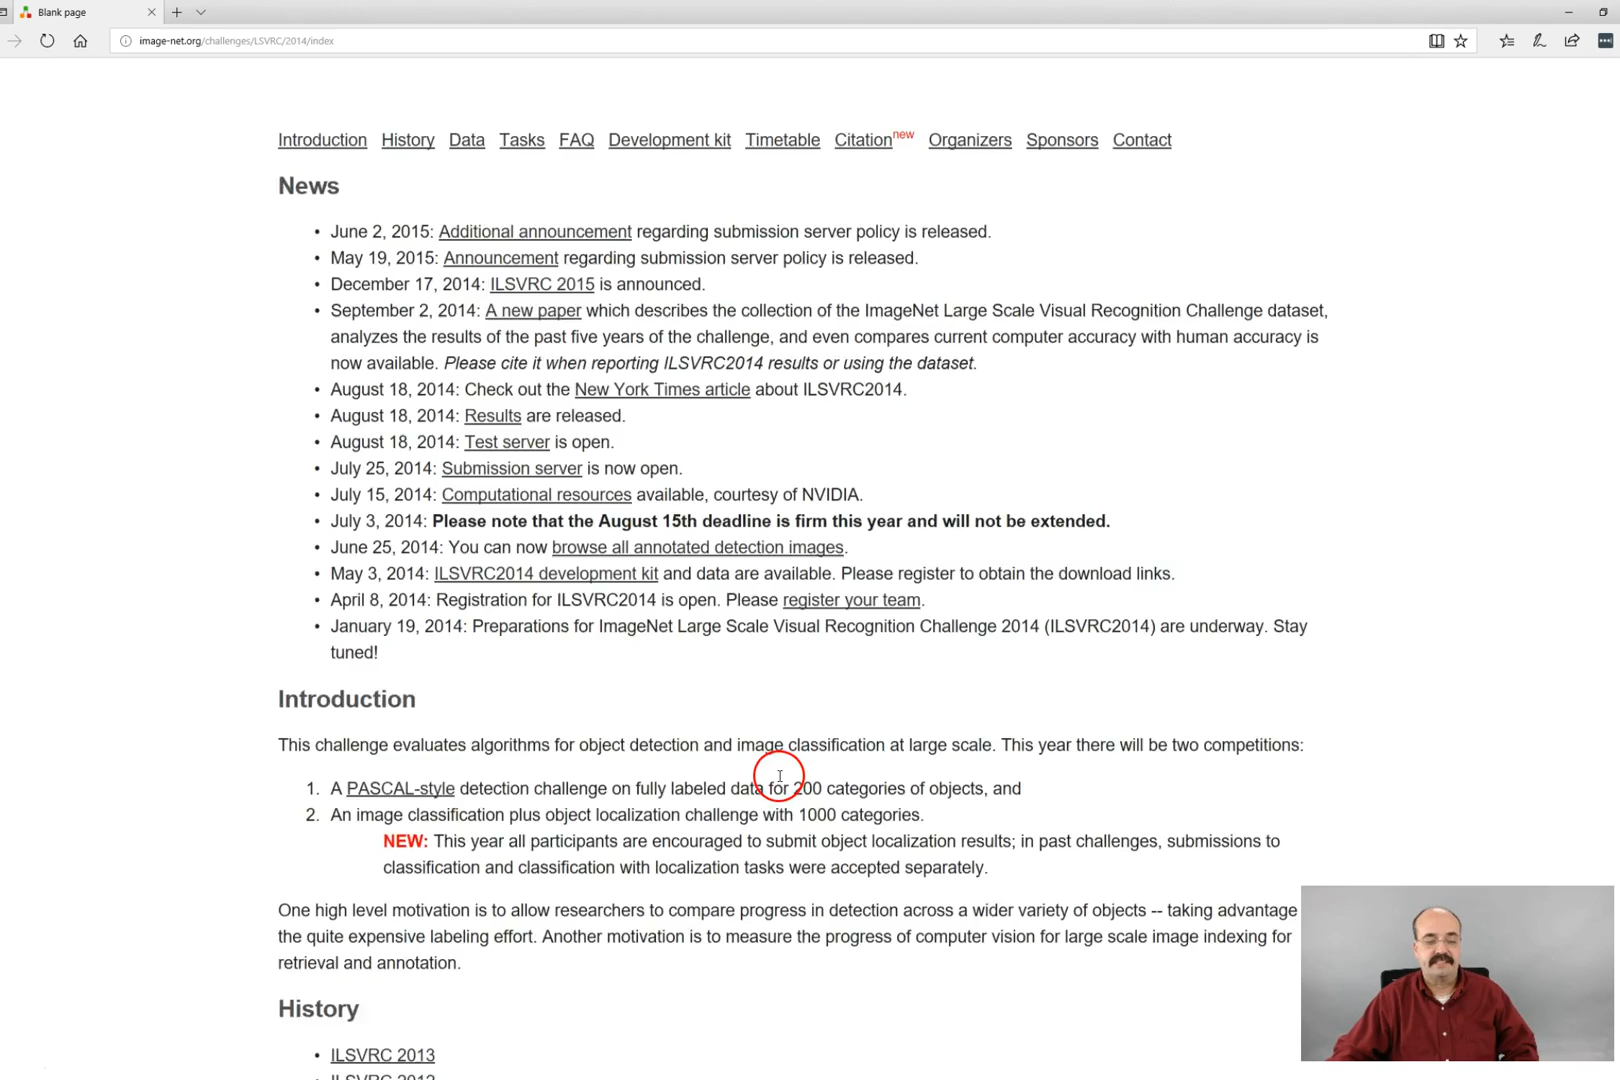 Blank page
image-net.org/challenges/LSVRC/2014/index
Introduction History Data Tasks FAQ Development kit Timetable Citation new Organizers Sponsors Contact
News
• June 2, 2015: Additional announcement regarding submission server policy is released.
• May 19, 2015: Announcement regarding submission server policy is released.
• December 17, 2014: ILSVRC 2015 is announced.
• September 2, 2014: A new paper which describes the collection of the ImageNet Large Scale Visual Recognition Challenge dataset,
analyzes the results of the past five years of the challenge, and even compares current computer accuracy with human accuracy is
now available. Please cite it when reporting ILSVRC2014 results or using the dataset.
• August 18, 2014: Check out the New York Times article about ILSVRC2014.
• August 18, 2014: Results are released.
• August 18, 2014: Test server is open.
• July 25, 2014: Submission server is now open.
• July 15, 2014: Computational resources available, courtesy of NVIDIA.
• July 3, 2014: Please note that the August 15th deadline is firm this year and will not be extended.
• June 25, 2014: You can now browse all annotated detection images.
• May 3, 2014: ILSVRC2014 development kit and data are available. Please register to obtain the download links.
• April 8, 2014: Registration for ILSVRC2014 is open. Please register your team.
• January 19, 2014: Preparations for ImageNet Large Scale Visual Recognition Challenge 2014 (ILSVRC2014) are underway. Stay
tuned!
Introduction
This challenge evaluates algorithms for object detection and image classification at large scale. This year there will be two competitions:
1. A PASCAL-style detection challenge on fully labeled data for 200 categories of objects, and
2. An image classification plus object localization challenge with 1000 categories.
NEW: This year all participants are encouraged to submit object localization results; in past challenges, submissions to
classification and classification with localization tasks were accepted separately.
One high level motivation is to allow researchers to compare progress in detection across a wider variety of objects -- taking advantage
the quite expensive labeling effort. Another motivation is to measure the progress of computer vision for large scale image indexing for
retrieval and annotation.
History
• ILSVRC 2013
• ILSVRC 2012